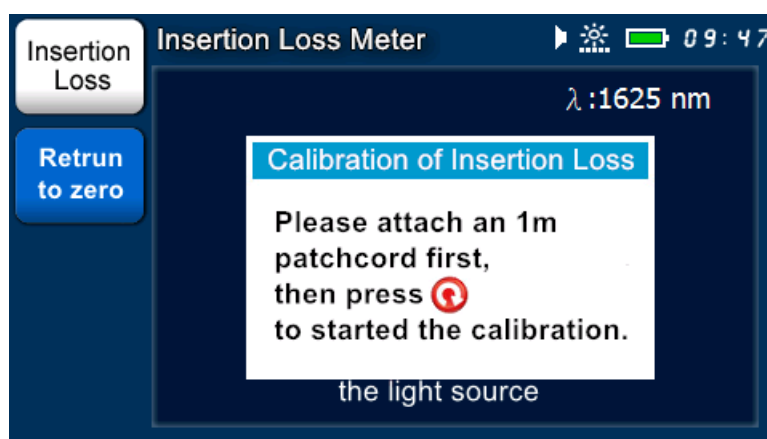 Insertion
Loss
Insertion Loss Meter
09:47
λ:1625 nm
Retrun
to zero
Calibration of Insertion Loss
Please attach an 1m
patchcord first,
then press
to started the calibration.
the light source